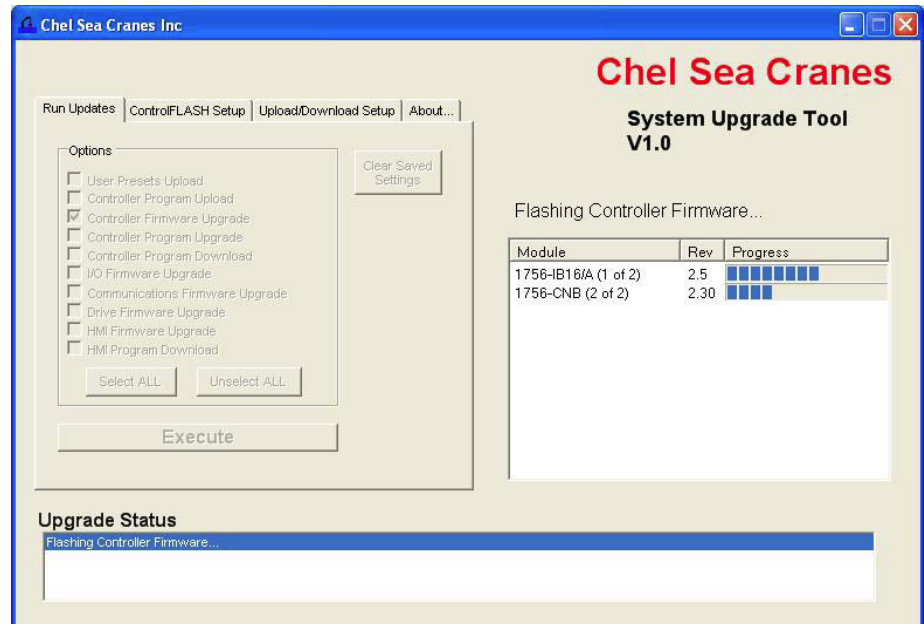 Chel Sea Cranes Inc
Chel Sea Cranes
System Upgrade Tool
V1.0
Run Updates ControlFLASH Setup Upload/Download Setup About...
Options
User Presets Upload
Controller Program Upload
Controller Firmware Upgrade
Controller Program Upgrade
Controller Program Download
I/O Firmware Upgrade
Communications Firmware Upgrade
Drive Firmware Upgrade
HMI Firmware Upgrade
HMI Program Download
Select ALL Unselect ALL
Clear Saved
Settings
Execute
Flashing Controller Firmware...
Module Rev Progress
1756-IB16/A (1 of 2) 2.5
1756-CNB (2 of 2) 2.30
Upgrade Status
Flashing Controller Firmware...